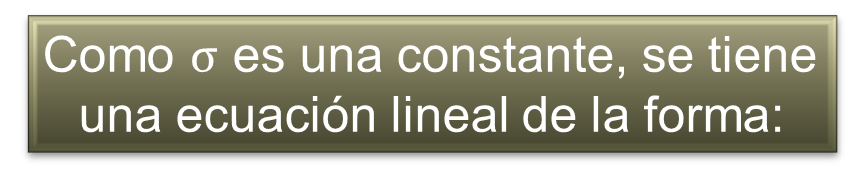 Como σ es una constante, se tiene
una ecuación lineal de la forma: